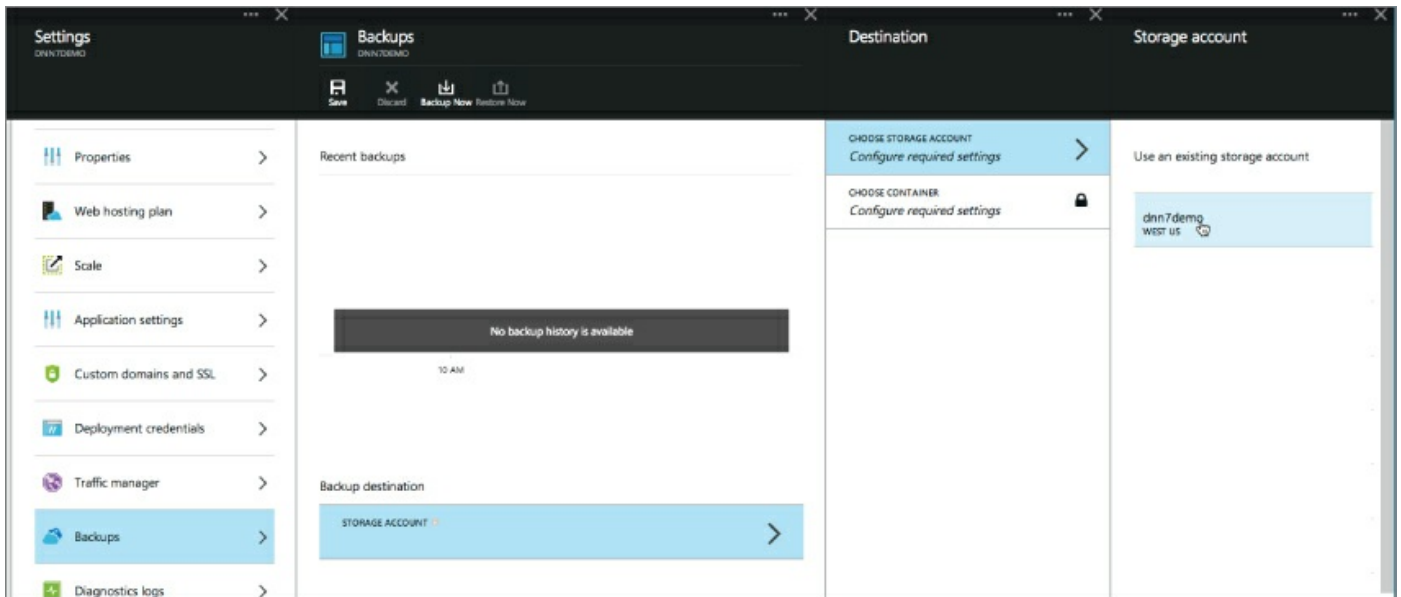 Settings
DNN7DEMO
Properties
Web hosting plan
Scale
Application settings
Custom domains and SSL
Deployment credentials
Traffic manager
Backups
Diagnostics logs
Backups
DNN7DEMO
Save
Discard
Backup Now
Restore Now
Recent backups
No backup history is available
10 AM
Backup destination
STORAGE ACCOUNT
Destination
CHOOSE STORAGE ACCOUNT
Configure required settings
CHOOSE CONTAINER
Configure required settings
Storage account
Use an existing storage account
dnn7demo
WEST US